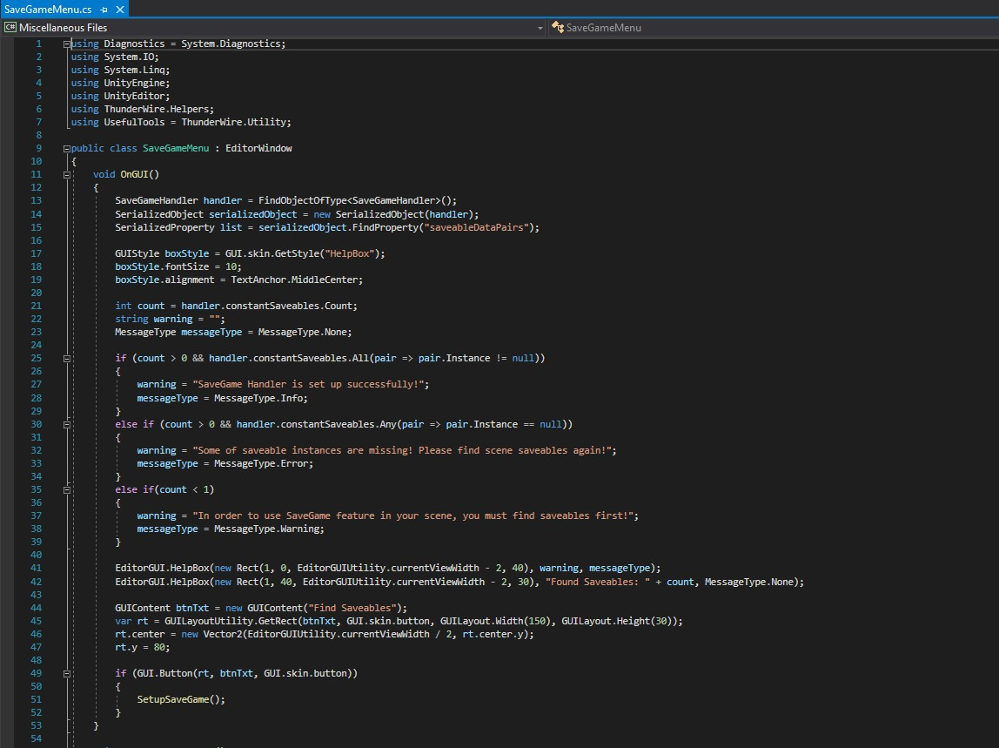 SaveGameMenu.cs
C# Miscellaneous Files
SaveGameMenu
1 using Diagnostics = System.Diagnostics;
2 using System.IO;
3 using System.Linq;
4 using UnityEngine;
5 using UnityEditor;
6 using ThunderWire.Helpers;
7 using UsefulTools = ThunderWire.Utility;
8
9 public class SaveGameMenu : EditorWindow
10 {
11     void OnGUI()
12     {
13         SaveGameHandler handler = FindObjectOfType<SaveGameHandler>();
14         SerializedObject serializedObject = new SerializedObject(handler);
15         SerializedProperty list = serializedObject.FindProperty("saveableDataPairs");
16
17         GUIStyle boxStyle = GUI.skin.GetStyle("HelpBox");
18         boxStyle.fontSize = 10;
19         boxStyle.alignment = TextAnchor.MiddleCenter;
20
21         int count = handler.constantSaveables.Count;
22         string warning = "";
23         MessageType messageType = MessageType.None;
24
25         if (count > 0 && handler.constantSaveables.All(pair => pair.Instance != null))
26         {
27             warning = "SaveGame Handler is set up successfully!";
28             messageType = MessageType.Info;
29         }
30         else if (count > 0 && handler.constantSaveables.Any(pair => pair.Instance == null))
31         {
32             warning = "Some of saveable instances are missing! Please find scene saveables again!";
33             messageType = MessageType.Error;
34         }
35         else if(count < 1)
36         {
37             warning = "In order to use SaveGame feature in your scene, you must find saveables first!";
38             messageType = MessageType.Warning;
39         }
40
41         EditorGUI.HelpBox(new Rect(1, 0, EditorGUIUtility.currentViewWidth - 2, 40), warning, messageType);
42         EditorGUI.HelpBox(new Rect(1, 40, EditorGUIUtility.currentViewWidth - 2, 30), "Found Saveables: " + count, MessageType.None);
43
44         GUIContent btnTxt = new GUIContent("Find Saveables");
45         var rt = GUILayoutUtility.GetRect(btnTxt, GUI.skin.button, GUILayout.Width(150), GUILayout.Height(30));
46         rt.center = new Vector2(EditorGUIUtility.currentViewWidth / 2, rt.center.y);
47         rt.y = 80;
48
49         if (GUI.Button(rt, btnTxt, GUI.skin.button))
50         {
51             SetupSaveGame();
52         }
53     }
54